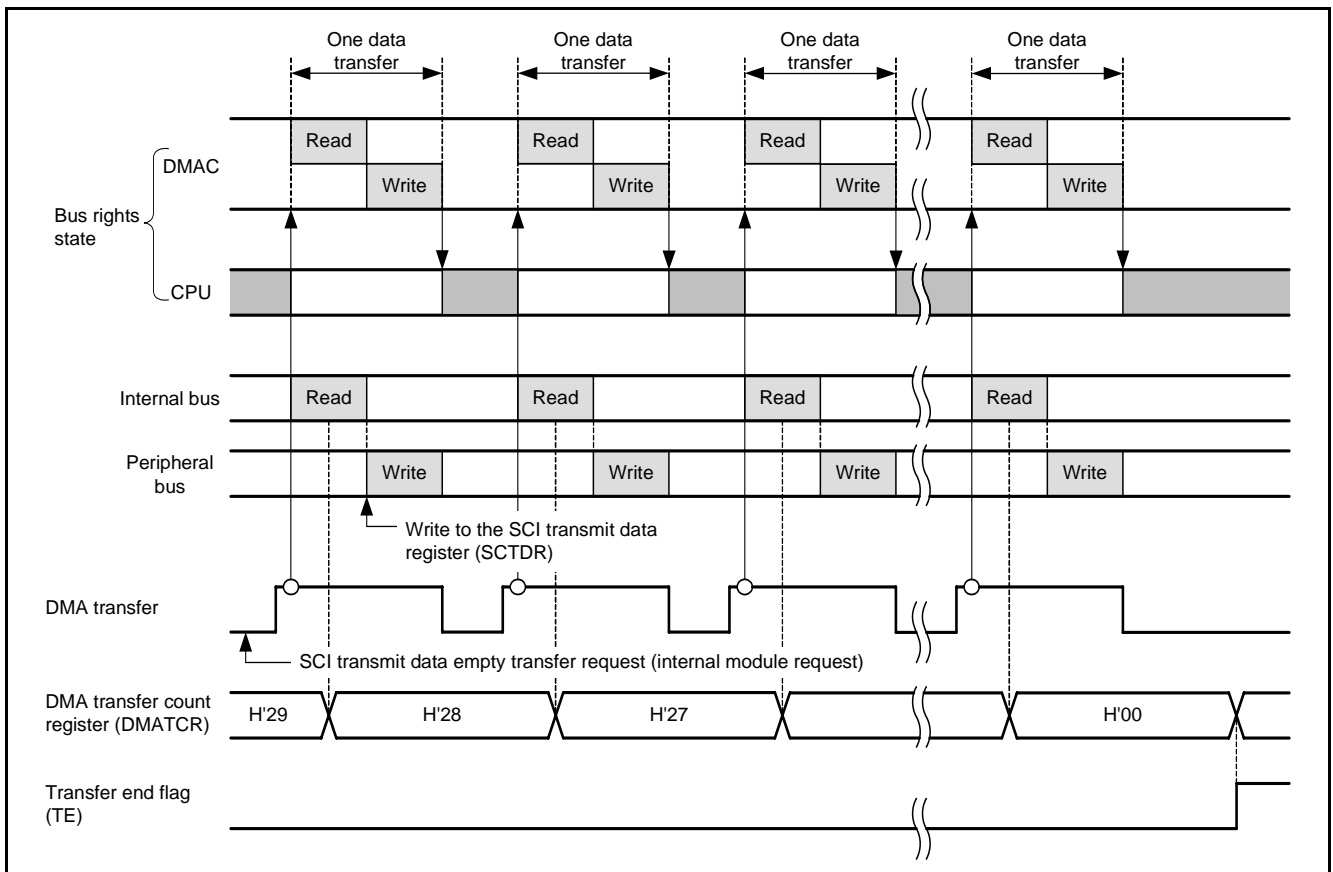 One data
transfer
One data
transfer
One data
transfer
One data
transfer
Read
Read
Read
Read
DMAC
Write
Write
Write
Write
Bus rights
state
CPU
Internal bus
Read
Read
Read
Read
Peripheral
bus
Write
Write
Write
Write
Write to the SCI transmit data
register (SCTDR)
DMA transfer
SCI transmit data empty transfer request (internal module request)
DMA transfer count
register (DMATCR)
H'29
H'28
H'27
H'00
Transfer end flag
(TE)